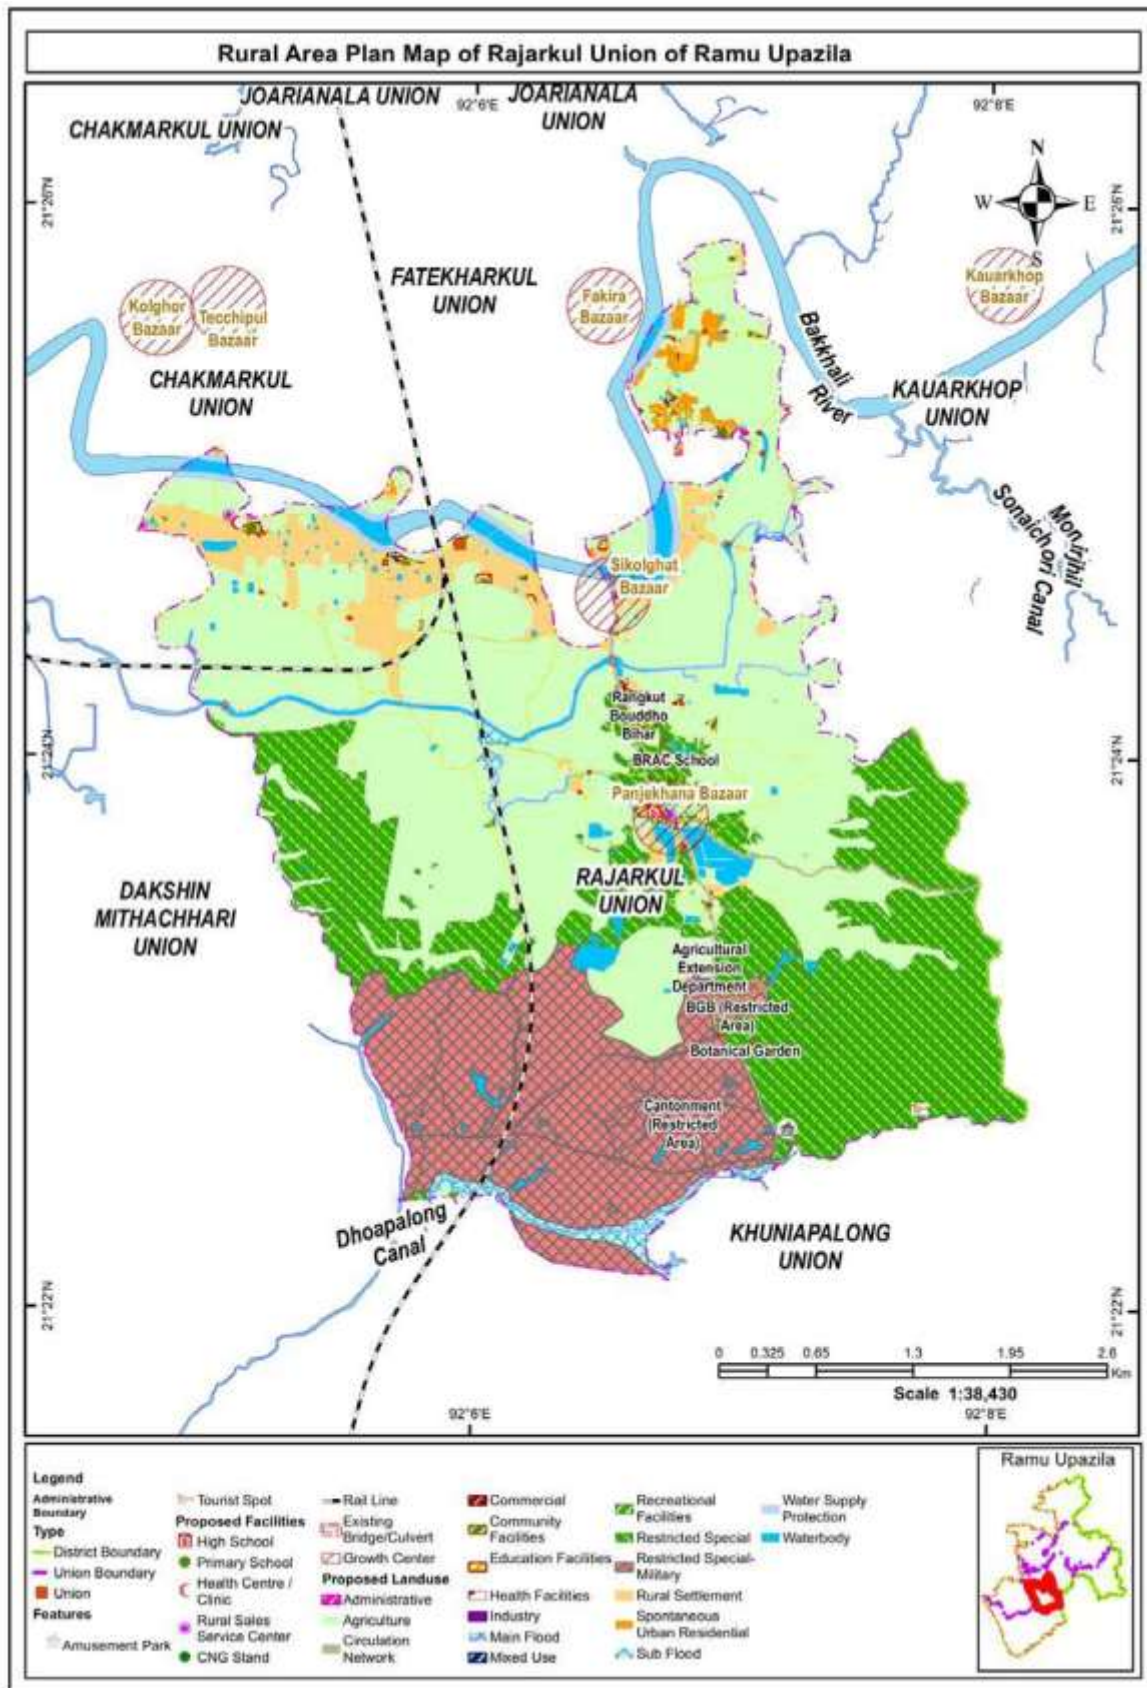 Rural Area Plan Map of Rajarkul Union of Ramu Upazila
JOARIANALA UNION
92°6'E
JOARIANALA
UNION
92°8'E
CHAKMARKUL UNION
21°26'N
21°26'N
N
W
E
S
FATEKHARKUL
UNION
Kolghor
Bazaar
Tecchipul
Bazaar
Fakira
Bazaar
Kauarkhop
Bazaar
CHAKMARKUL
UNION
Bakkhali
River
KAUARKHOP
UNION
Sonaichori Canal
Sikolghat
Bazaar
Rangkut
Bouddho
Bihar
21°24'N
BRAC School
21°24'N
Panjekhana Bazaar
DAKSHIN
MITHACHHARI
UNION
RAJARKUL
UNION
Agricultural
Extension
Department
BGB (Restricted
Area)
Botanical Garden
Cantonment
(Restricted
Area)
Dhoapalong
Canal
KHUNIAPALONG
UNION
21°22'N
21°22'N
0 0.325 0.65 1.3 1.95 2.6
Km
Scale 1:38,430
92°6'E
92°8'E
Legend
Administrative
Boundary
Type
District Boundary
Union Boundary
Union
Features
Amusement Park
Tourist Spot
Proposed Facilities
High School
Primary School
Health Centre /
Clinic
Rural Sales
Service Center
CNG Stand
Rail Line
Existing
Bridge/Culvert
Growth Center
Proposed Landuse
Administrative
Agriculture
Circulation
Network
Commercial
Community
Facilities
Education Facilities
Health Facilities
Industry
Main Flood
Mixed Use
Recreational
Facilities
Restricted Special
Restricted Special-
Military
Rural Settlement
Spontaneous
Urban Residential
Sub Flood
Water Supply
Protection
Waterbody
Ramu Upazila